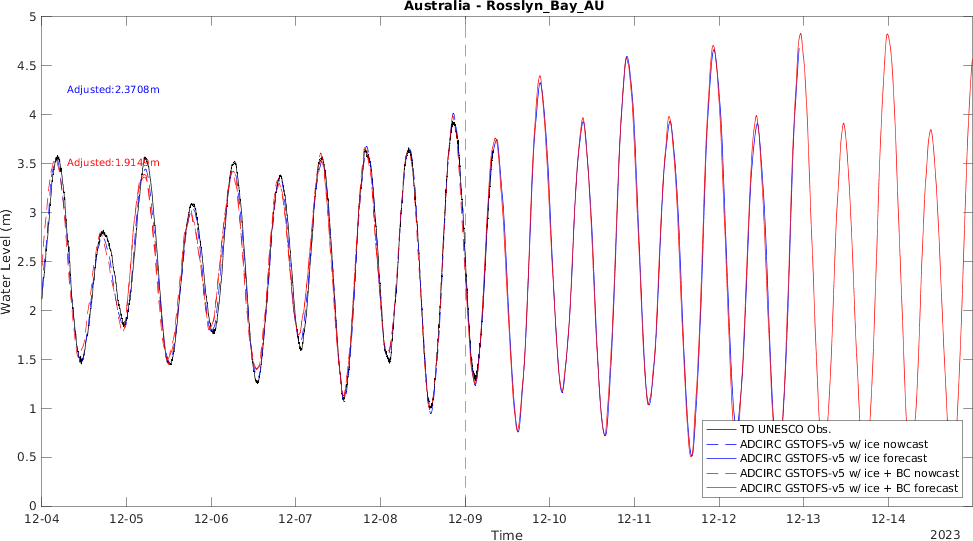 Australia - Rosslyn_Bay_AU
5
4.5
4
3.5
3
2.5
2
1.5
1
0.5
0
Water Level (m)
Adjusted:2.3708m
TD UNESCO Obs.
ADCIRC GSTOFS-v5 w/ ice nowcast
ADCIRC GSTOFS-v5 w/ ice forecast
ADCIRC GSTOFS-v5 w/ ice + BC nowcast
ADCIRC GSTOFS-v5 w/ ice + BC forecast
12-04 12-05 12-06 12-07 12-08 12-09 12-10 12-11 12-12 12-13 12-14
Time
2023